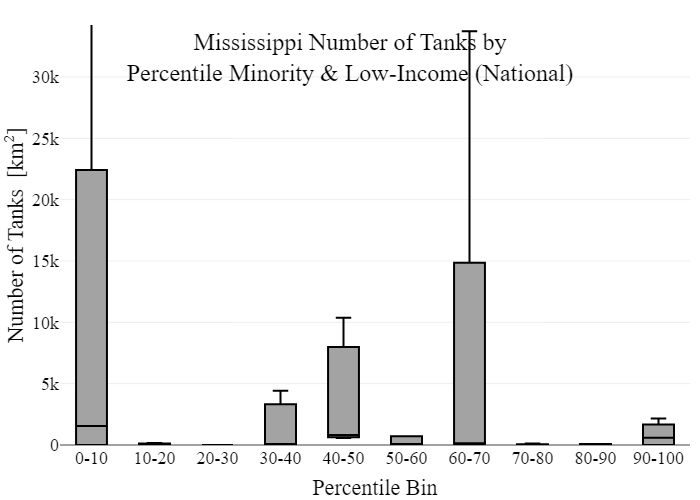 Mississippi Number of Tanks by
Percentile Minority & Low-Income (National)
Number of Tanks [km²]
30k
25k
20k
15k
10k
5k
0
0-10 10-20 20-30 30-40 40-50 50-60 60-70 70-80 80-90 90-100
Percentile Bin